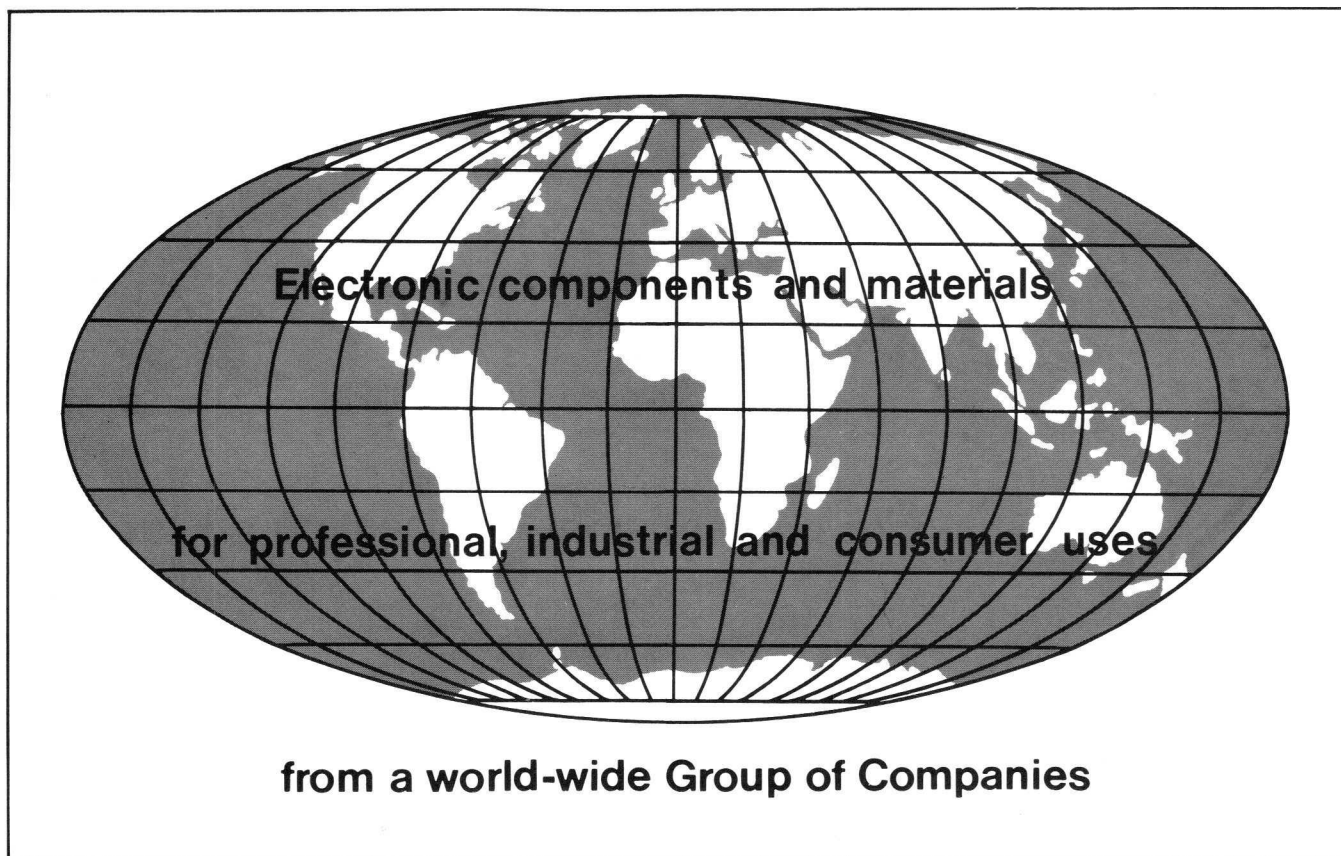 Electronic components and materials
for professional, industrial and consumer uses
from a world-wide Group of Companies